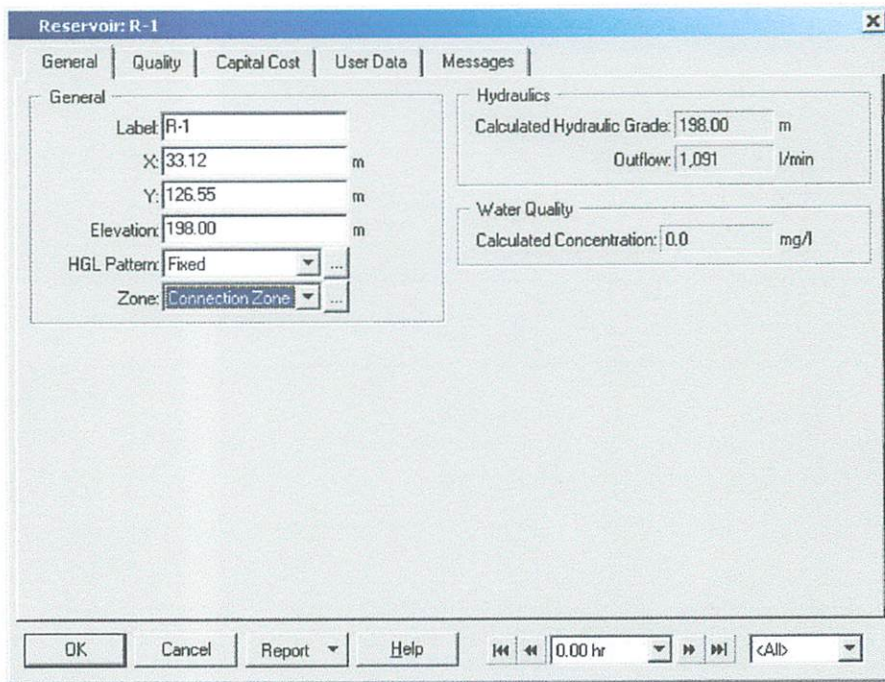 Reservoir: R-1
General Quality Capital Cost User Data Messages
General
Label: R-1
X: 33.12 m
Y: 126.55 m
Elevation: 198.00 m
HGL Pattern: Fixed ...
Zone: Connection Zone ...
Hydraulics
Calculated Hydraulic Grade: 198.00 m
Outflow: 1,091 l/min
Water Quality
Calculated Concentration: 0.0 mg/l
OK Cancel Report Help 0.00 hr <All>